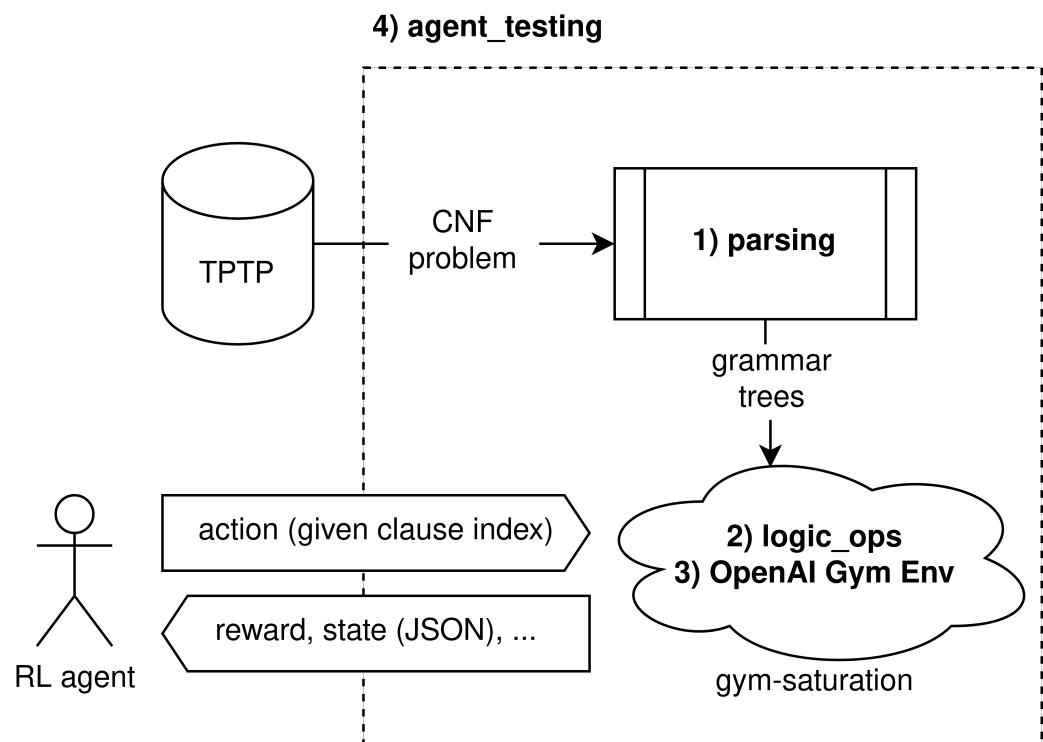 4) agent_testing
CNF
problem
1) parsing
TPTP
grammar
trees
action (given clause index)
2) logic_ops
3) OpenAI Gym Env
reward, state (JSON), ...
RL agent
gym-saturation